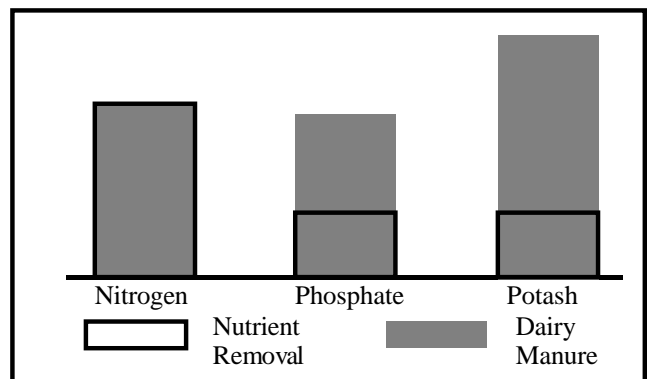 Nitrogen Phosphate Potash
Nutrient Dairy
Removal Manure